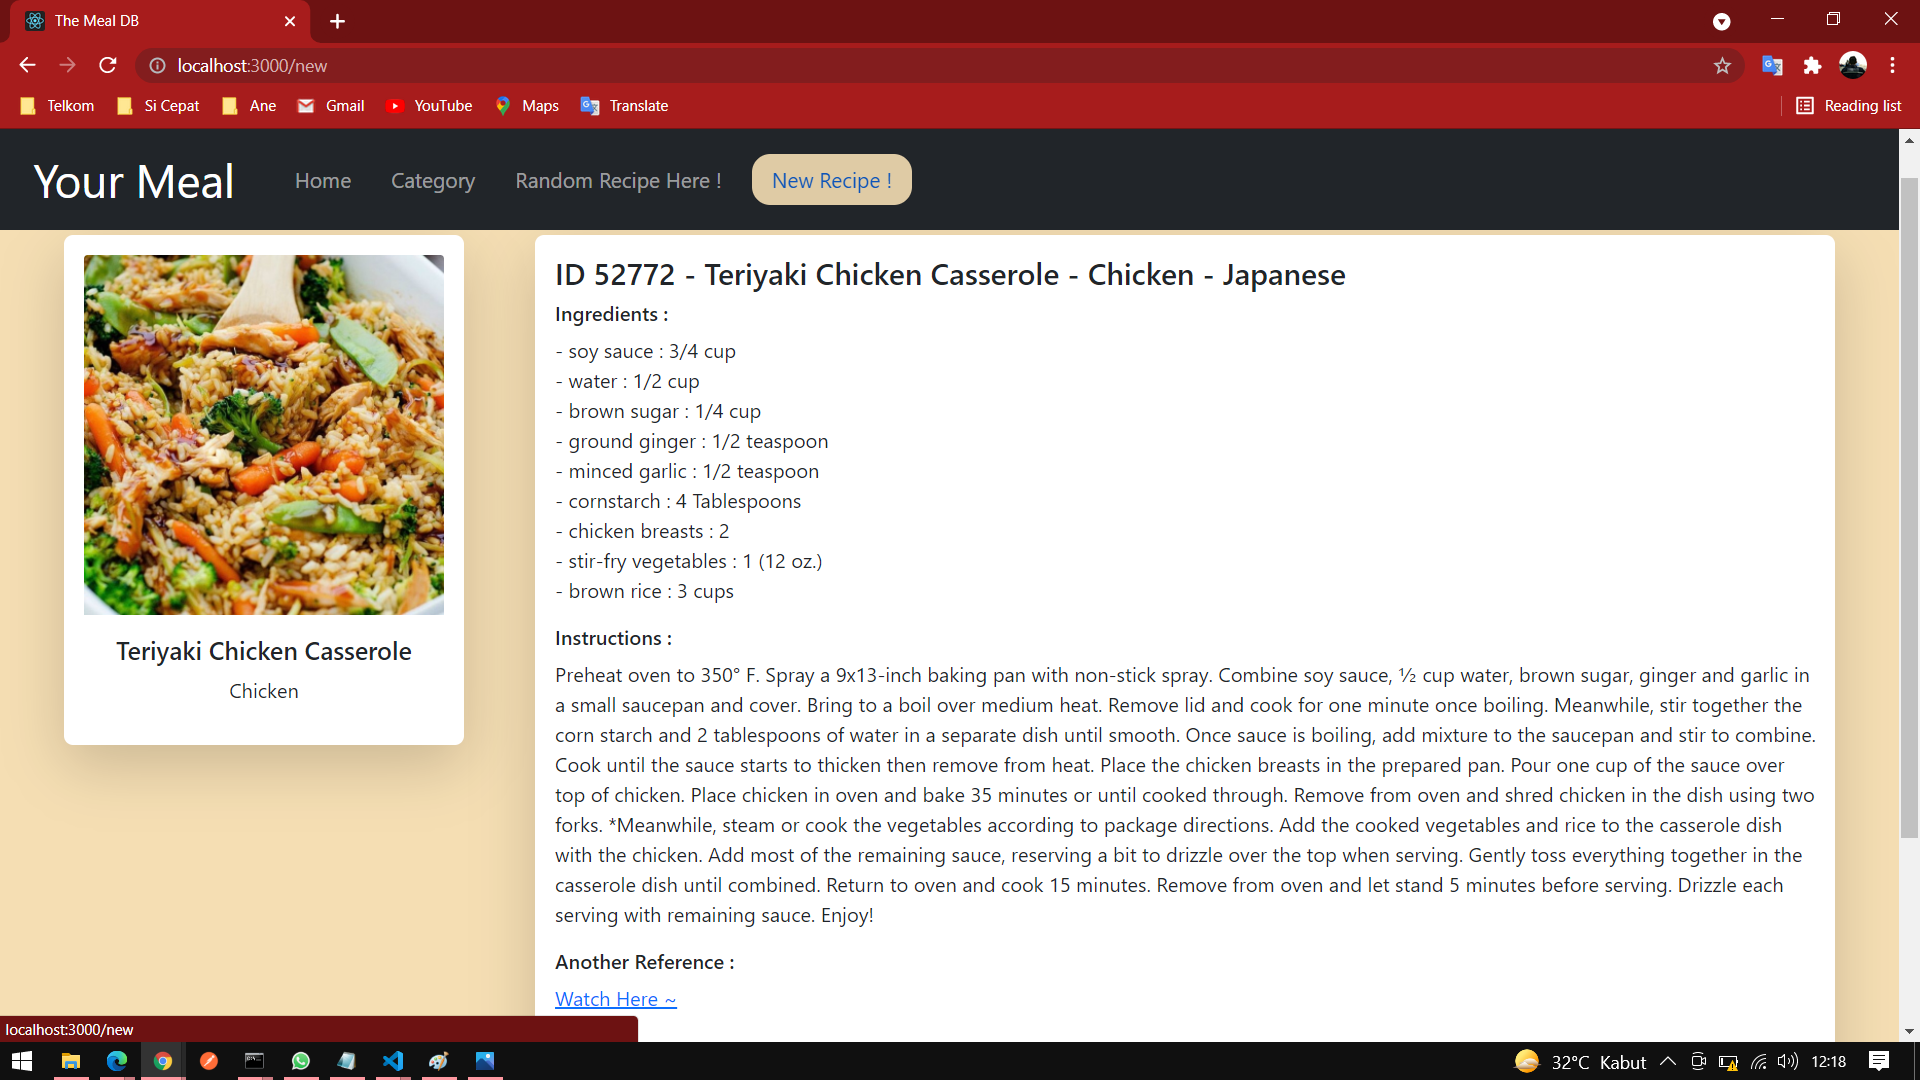 The Meal DB
localhost:3000/new
Telkom Si Cepat Ane Gmail YouTube Maps Translate Reading list
Your Meal Home Category Random Recipe Here ! New Recipe !
Teriyaki Chicken Casserole
Chicken
ID 52772 - Teriyaki Chicken Casserole - Chicken - Japanese
Ingredients :
- soy sauce : 3/4 cup
- water : 1/2 cup
- brown sugar : 1/4 cup
- ground ginger : 1/2 teaspoon
- minced garlic : 1/2 teaspoon
- cornstarch : 4 Tablespoons
- chicken breasts : 2
- stir-fry vegetables : 1 (12 oz.)
- brown rice : 3 cups
Instructions :
Preheat oven to 350° F. Spray a 9x13-inch baking pan with non-stick spray. Combine soy sauce, ½ cup water, brown sugar, ginger and garlic in
a small saucepan and cover. Bring to a boil over medium heat. Remove lid and cook for one minute once boiling. Meanwhile, stir together the
corn starch and 2 tablespoons of water in a separate dish until smooth. Once sauce is boiling, add mixture to the saucepan and stir to combine.
Cook until the sauce starts to thicken then remove from heat. Place the chicken breasts in the prepared pan. Pour one cup of the sauce over
top of chicken. Place chicken in oven and bake 35 minutes or until cooked through. Remove from oven and shred chicken in the dish using two
forks. *Meanwhile, steam or cook the vegetables according to package directions. Add the cooked vegetables and rice to the casserole dish
with the chicken. Add most of the remaining sauce, reserving a bit to drizzle over the top when serving. Gently toss everything together in the
casserole dish until combined. Return to oven and cook 15 minutes. Remove from oven and let stand 5 minutes before serving. Drizzle each
serving with remaining sauce. Enjoy!
Another Reference :
Watch Here ~
localhost:3000/new
32°C Kabut 12:18